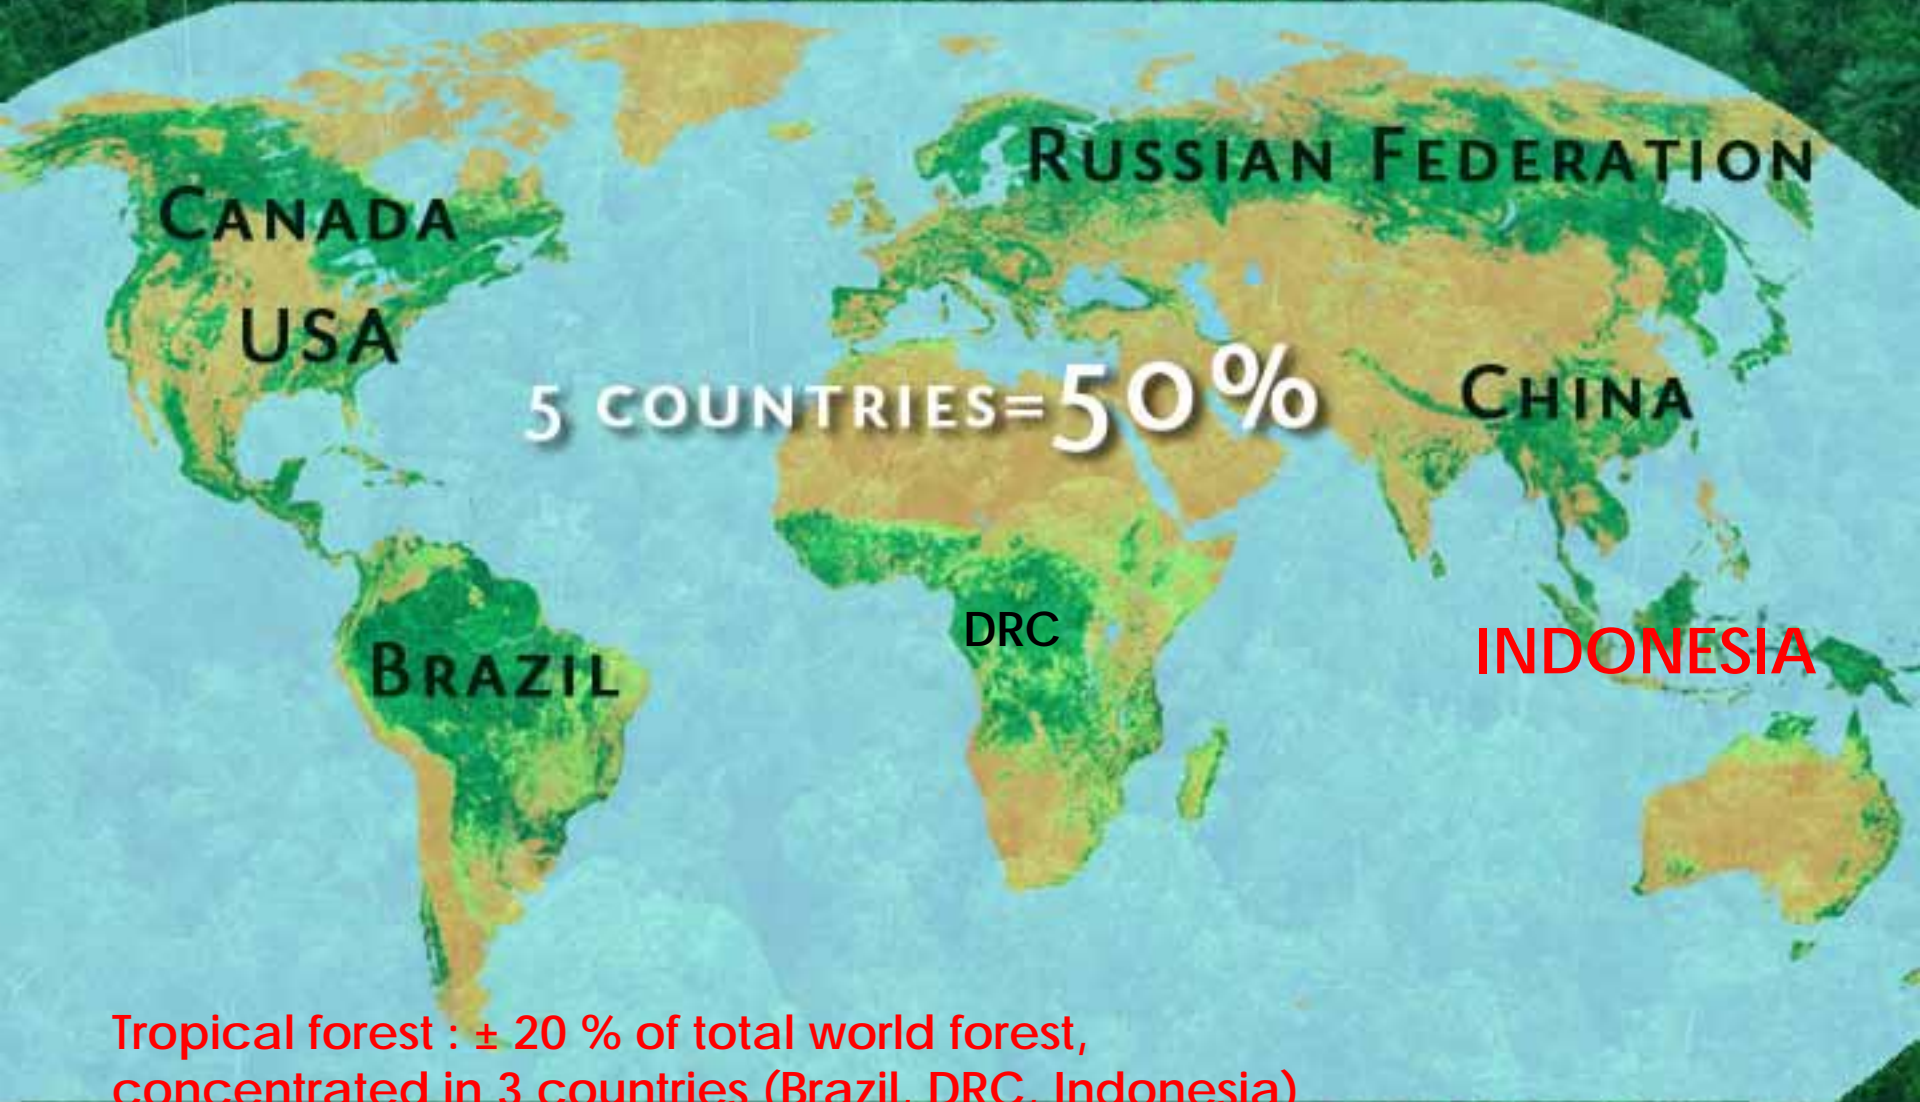 RUSSIAN FEDERATION
CANADA
USA
5 COUNTRIES=50%
CHINA
DRC
INDONESIA
BRAZIL
Tropical forest : ± 20 % of total world forest,
concentrated in 3 countries (Brazil, DRC, Indonesia)